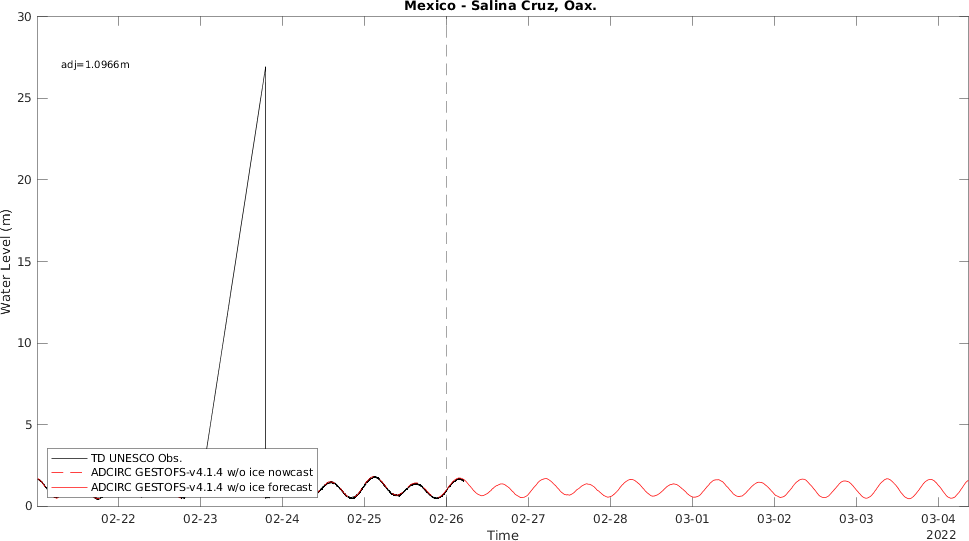 Mexico - Salina Cruz, Oax.
30
adj=1.0966m
25
20
15
10
5
0
Water Level (m)
TD UNESCO Obs.
ADCIRC GESTOFS-v4.1.4 w/o ice nowcast
ADCIRC GESTOFS-v4.1.4 w/o ice forecast
02-22 02-23 02-24 02-25 02-26 02-27 02-28 03-01 03-02 03-03 03-04
2022
Time